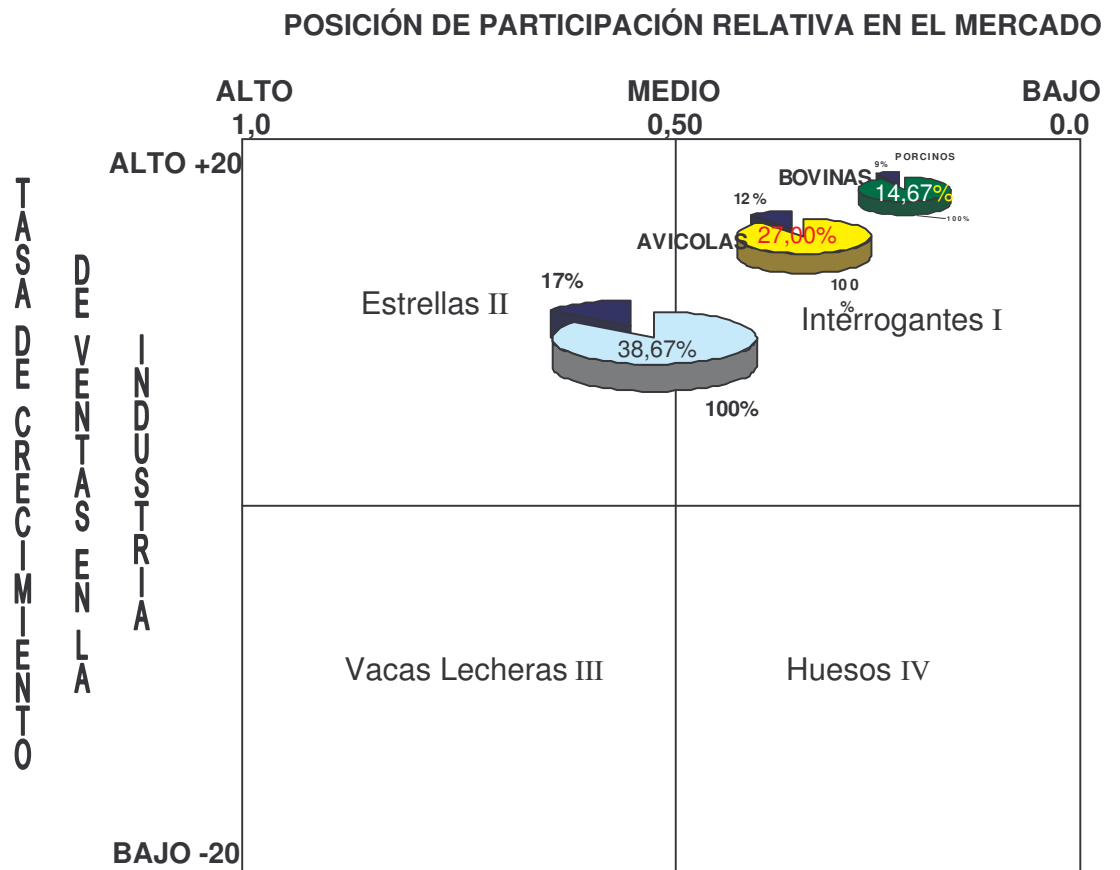 POSICIÓN DE PARTICIPACIÓN RELATIVA EN EL MERCADO
ALTO MEDIO BAJO
1,0 0,50 0.0
ALTO +20
TASA DE CRECIMIENTO
DE VENTAS EN LA
INDUSTRIA
9% PORCINOS
BOVINAS 14,67%
100%
12%
AVICOLAS 27,00%
100
%
17%
Estrellas II
Interrogantes I
38,67%
100%
Vacas Lecheras III
Huesos IV
BAJO -20